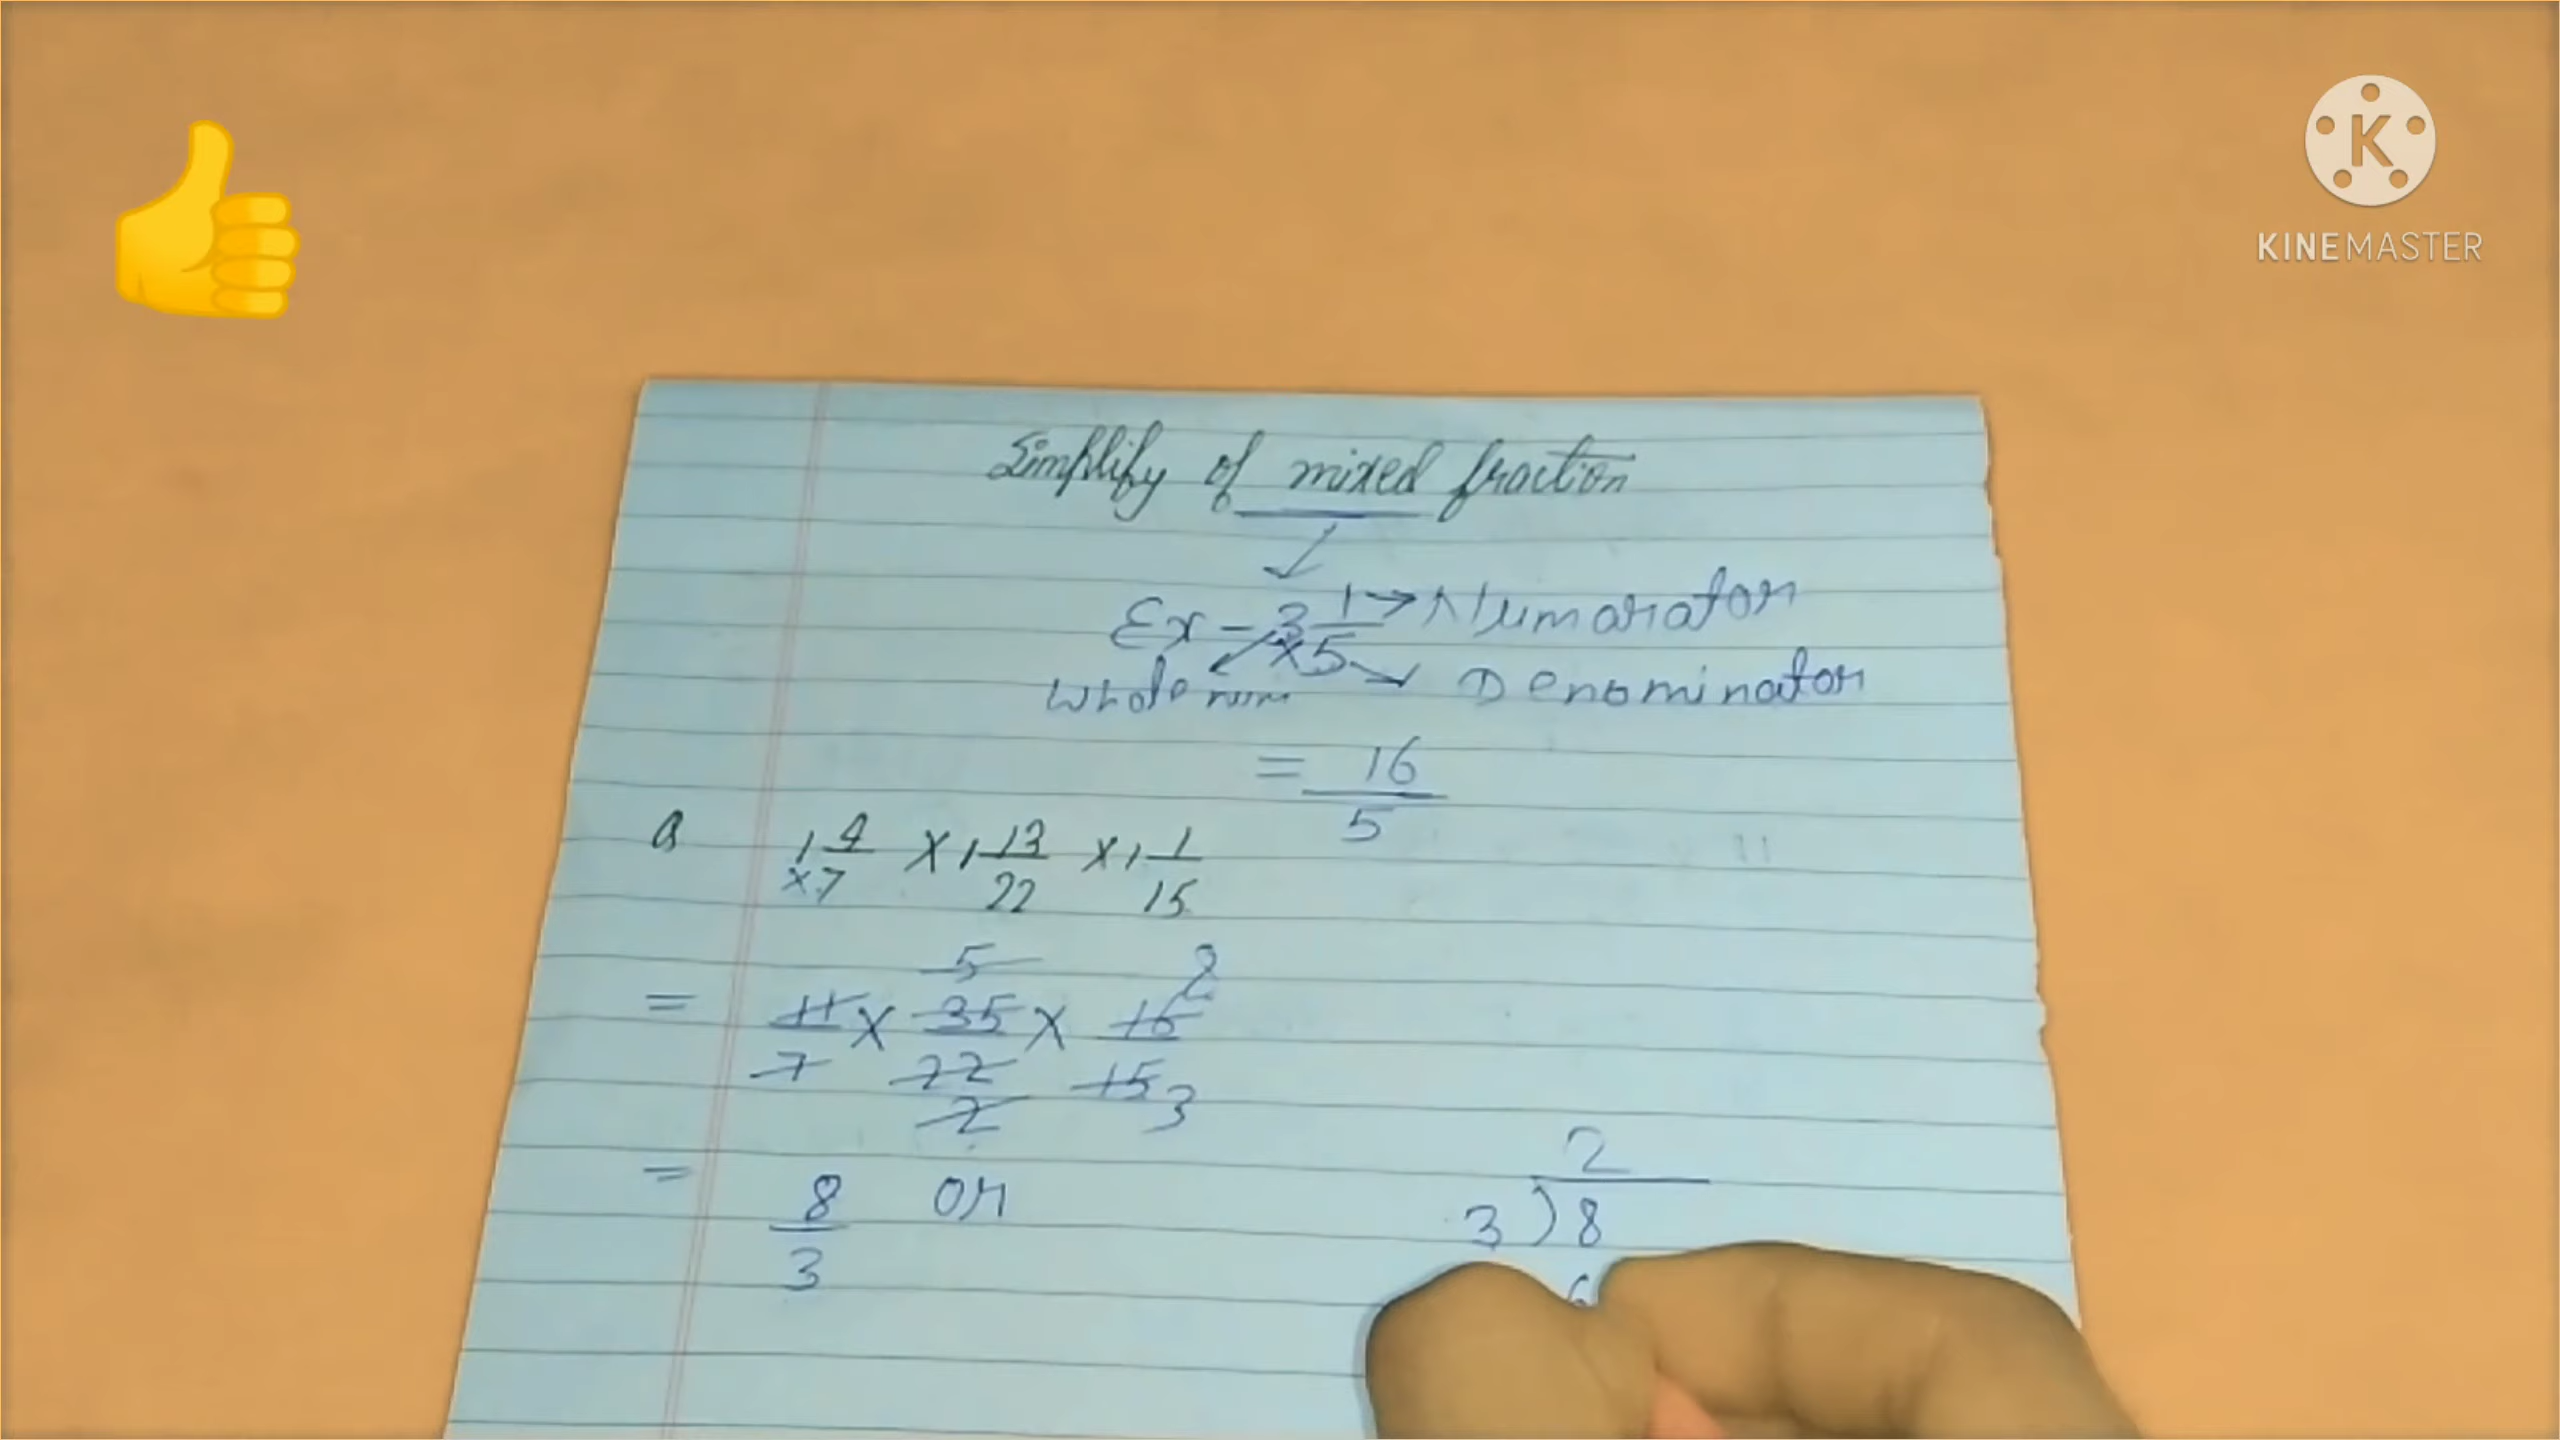 K
KINEMASTER
Simplify of mixed fraction
Ex - 3 1/5 → Numarator
× → Denominator
whole num
= 16/5
Q 1 4/7 × 1 13/22 × 1 1/15
×
5 8
= 11/7 × 35/22 × 16/15
2 3
= 8/3 or
2
3 ) 8
6